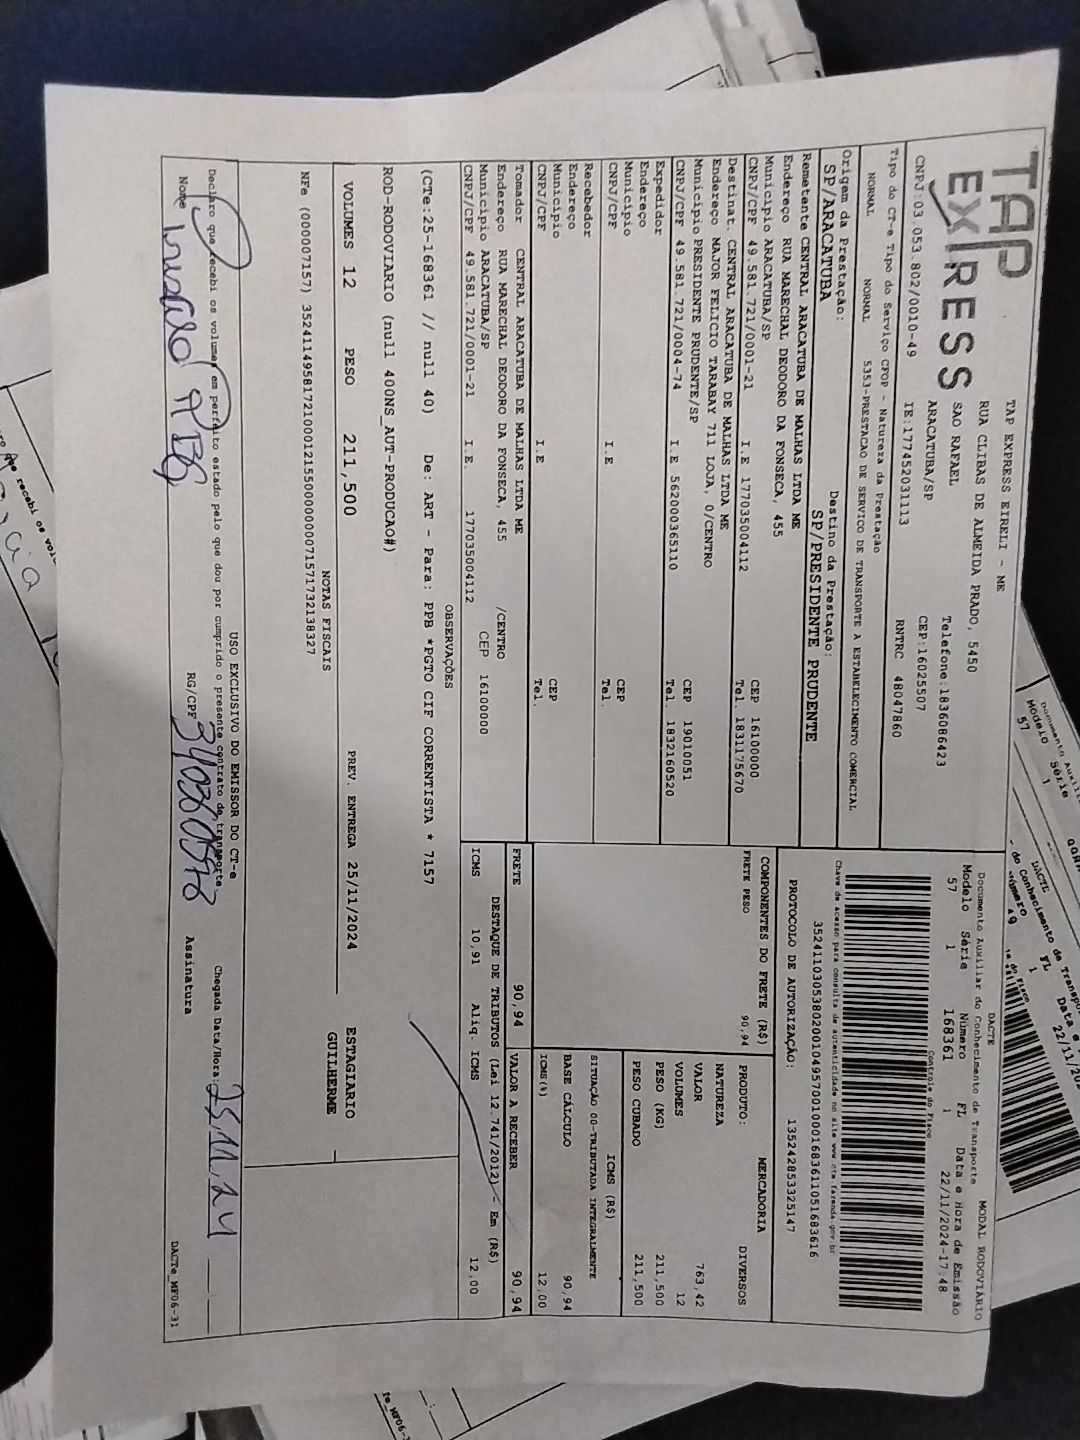 TAP
EXPRESS
TAP EXPRESS EIRELI - ME
RUA CLIBAS DE ALMEIDA PRADO, 5450
SAO RAFAEL Telefone:1836086423
ARACATUBA/SP CEP:16025507
CNPJ:03.053.802/0010-49 IE:177452031113 RNTRC 48047860
DACTE MODAL RODOVIÁRIO
Documento Auxiliar do Conhecimento de Transporte
Modelo Série Número FL Data e Hora de Emissão
57 1 168361 1 22/11/2024-17:48
Controle do Fisco
35241103053802001049570010001683611051683616
Chave de acesso para consulta de autenticidade no site www.cte.fazenda.gov.br
PROTOCOLO DE AUTORIZAÇÃO: 135242853325147
Tipo do CT-e Tipo do Serviço CFOP - Natureza da Prestação
NORMAL NORMAL 5353-PRESTACAO DE SERVICO DE TRANSPORTE A ESTABELECIMENTO COMERCIAL
Origem da Prestação: Destino da Prestação:
SP/ARACATUBA SP/PRESIDENTE PRUDENTE
Remetente CENTRAL ARACATUBA DE MALHAS LTDA ME
Endereço RUA MARECHAL DEODORO DA FONSECA, 455
Município ARACATUBA/SP CEP 16100000
CNPJ/CPF 49.581.721/0001-21 I.E 177035004112 Tel. 1831175670
Destinat. CENTRAL ARACATUBA DE MALHAS LTDA ME
Endereço MAJOR FELICIO TARABAY 711 LOJA, 0/CENTRO
Município PRESIDENTE PRUDENTE/SP CEP 19010051
CNPJ/CPF 49.581.721/0004-74 I.E 562000365110 Tel. 1832160520
Expedidor
Endereço
Município CEP
CNPJ/CPF I.E Tel.
Recebedor
Endereço
Município CEP
CNPJ/CPF I.E Tel.
Tomador CENTRAL ARACATUBA DE MALHAS LTDA ME
Endereço RUA MARECHAL DEODORO DA FONSECA, 455 /CENTRO
Município ARACATUBA/SP CEP 16100000
CNPJ/CPF 49.581.721/0001-21 I.E. 177035004112
COMPONENTES DO FRETE (R$)
FRETE PESO 90,94
PRODUTO: MERCADORIA
NATUREZA DIVERSOS
VALOR 763,42
VOLUMES 12
PESO (KG) 211,500
PESO CUBADO 211,500
ICMS (R$)
SITUAÇÃO 00-TRIBUTADA INTEGRALMENTE
BASE CÁLCULO 90,94
ICMS(%) 12,00
FRETE 90,94 VALOR A RECEBER 90,94
DESTAQUE DE TRIBUTOS (Lei 12.741/2012) - Em (R$)
ICMS 10,91 Aliq. ICMS 12,00
OBSERVAÇÕES
(CTe:25-168361 // null 40) De: ART - Para: PPB *PGTO CIF CORRENTISTA * 7157
ROD-RODOVIARIO (null 400NS_AUT-PRODUCAO#)
VOLUMES 12 PESO 211,500 PREV. ENTREGA 25/11/2024 ESTAGIARIO
GUILHERME
NOTAS FISCAIS
NFe (000007157) 35241149581721000121550000000071571732138327
USO EXCLUSIVO DO EMISSOR DO CT-e
Declaro que recebi os volumes em perfeito estado pelo que dou por cumprido o presente contrato de transporte Chegada Data/Hora: 25,11,24
Nome RG/CPF Assinatura
DACTe_MF06-31